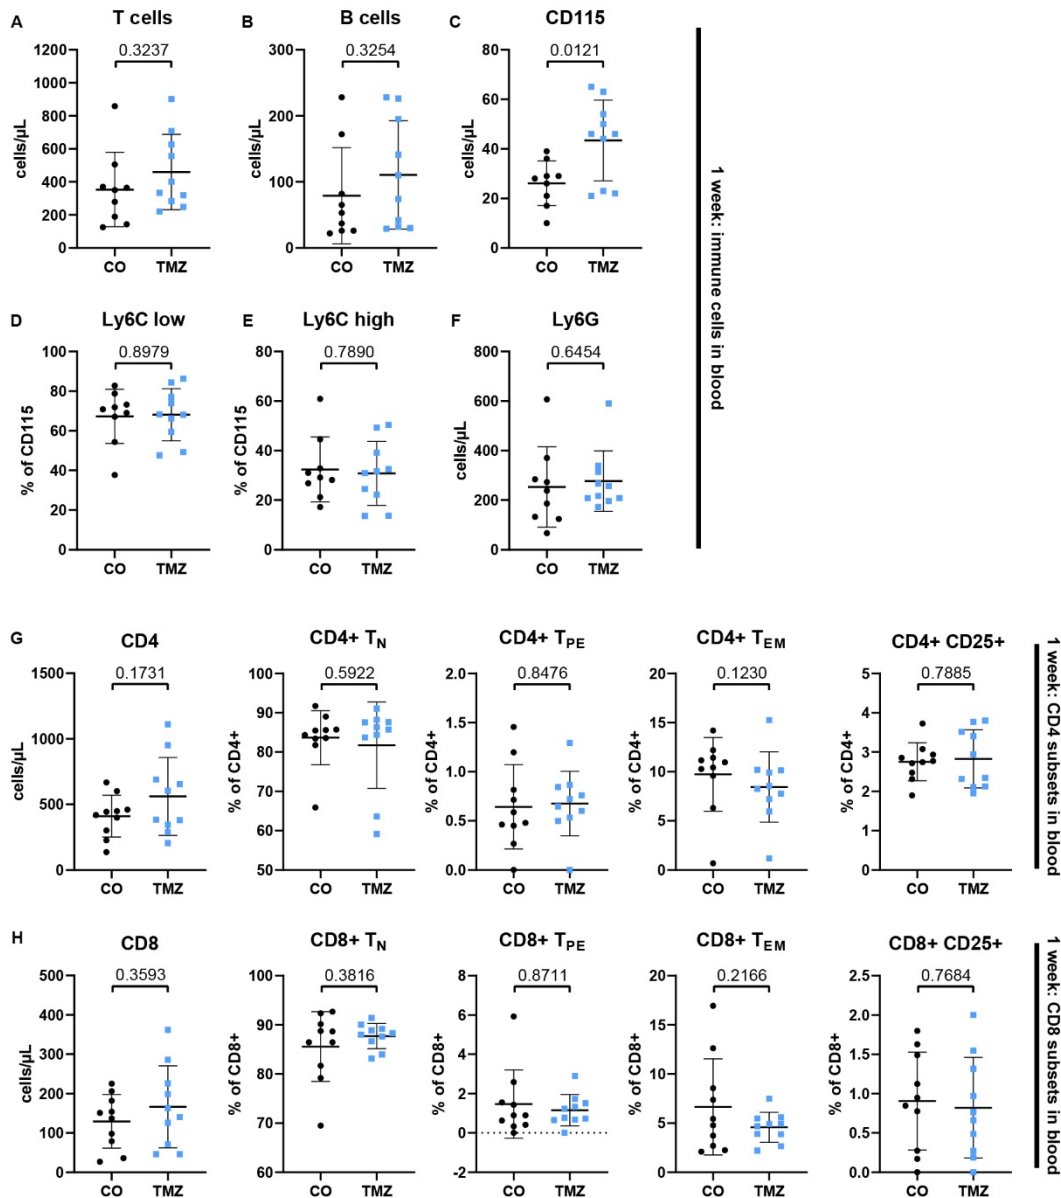 A
T cells
0.3237
1200
1000
800
600
400
200
0
cells/µL
CO
TMZ
B
B cells
0.3254
300
200
100
0
cells/µL
CO
TMZ
C
CD115
0.0121
80
60
40
20
0
cells/µL
CO
TMZ
D
Ly6C low
0.8979
100
80
60
40
20
0
% of CD115
CO
TMZ
E
Ly6C high
0.7890
80
60
40
20
0
% of CD115
CO
TMZ
F
Ly6G
0.6454
800
600
400
200
0
cells/µL
CO
TMZ
1 week: immune cells in blood
G
CD4
0.1731
1500
1000
500
0
cells/µL
CO
TMZ
CD4+ TN
0.5922
100
90
80
70
60
50
% of CD4+
CO
TMZ
CD4+ TPE
0.8476
2.0
1.5
1.0
0.5
0.0
% of CD4+
CO
TMZ
CD4+ TEM
0.1230
20
15
10
5
0
% of CD4+
CO
TMZ
CD4+ CD25+
0.7885
5
4
3
2
1
0
% of CD4+
CO
TMZ
1 week: CD4 subsets in blood
H
CD8
0.3593
500
400
300
200
100
0
cells/µL
CO
TMZ
CD8+ TN
0.3816
100
90
80
70
60
% of CD8+
CO
TMZ
CD8+ TPE
0.8711
8
6
4
2
0
-2
% of CD8+
CO
TMZ
CD8+ TEM
0.2166
20
15
10
5
0
% of CD8+
CO
TMZ
CD8+ CD25+
0.7684
2.5
2.0
1.5
1.0
0.5
0.0
% of CD8+
CO
TMZ
1 week: CD8 subsets in blood